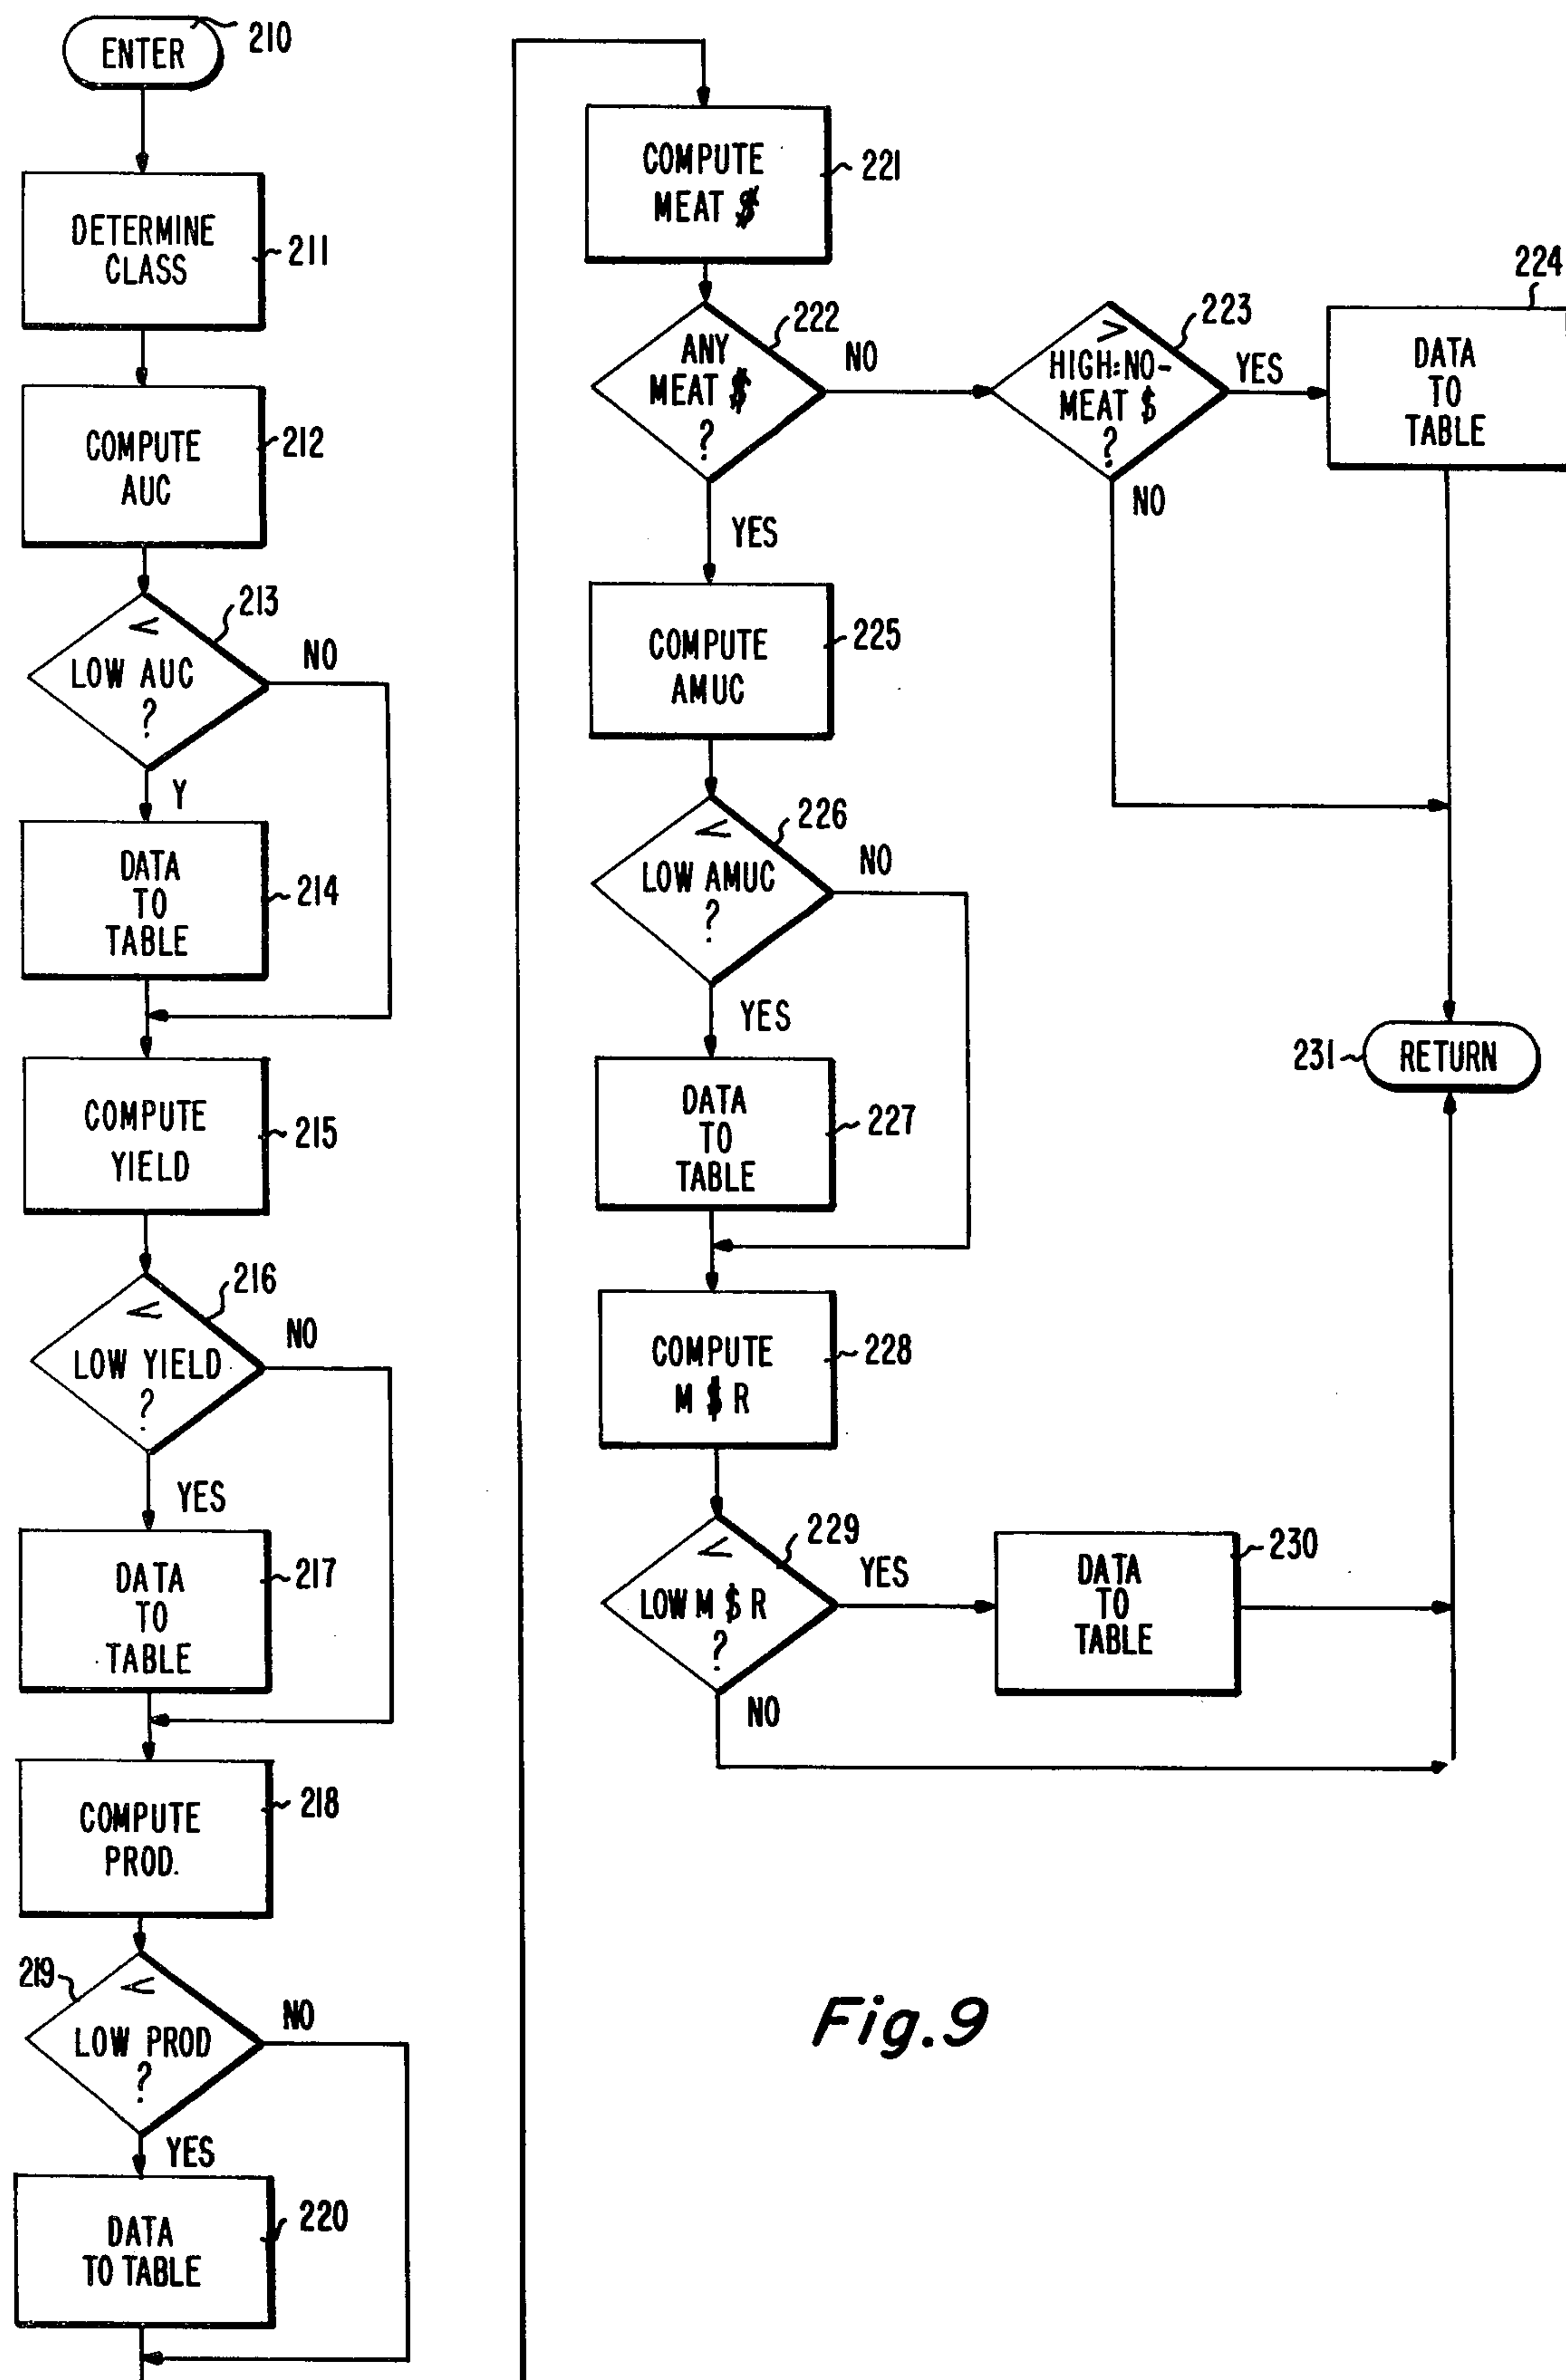 ENTER
210
DETERMINE
CLASS
211
COMPUTE
AUC
212
<
LOW AUC
?
213
NO
Y
DATA
TO
TABLE
214
COMPUTE
YIELD
215
<
LOW YIELD
?
216
NO
YES
DATA
TO
TABLE
217
COMPUTE
PROD.
218
219
<
LOW PROD
?
NO
YES
DATA
TO TABLE
220
COMPUTE
MEAT $
221
ANY
MEAT $
?
222
NO
YES
>
HIGH:NO-
MEAT $
?
223
YES
NO
224
DATA
TO
TABLE
COMPUTE
AMUC
225
<
LOW AMUC
?
226
NO
YES
DATA
TO
TABLE
227
COMPUTE
M $ R
228
<
LOW M $ R
?
229
YES
NO
DATA
TO
TABLE
230
231
RETURN
Fig.9